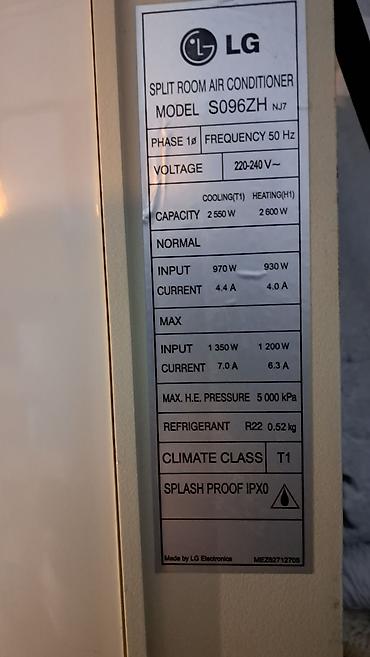 LG
SPLIT ROOM AIR CONDITIONER
MODEL S096ZH NJ7
PHASE 1ø FREQUENCY 50 Hz
VOLTAGE 220-240 V~
COOLING(T1) HEATING(H1)
CAPACITY 2 550 W 2 600 W
NORMAL
INPUT 970 W 930 W
CURRENT 4.4 A 4.0 A
MAX
INPUT 1 350 W 1 200 W
CURRENT 7.0 A 6.3 A
MAX. H.E. PRESSURE 5 000 kPa
REFRIGERANT R22 0.52 kg
CLIMATE CLASS T1
SPLASH PROOF IPX0
Made by LG Electronics MEZ62712705